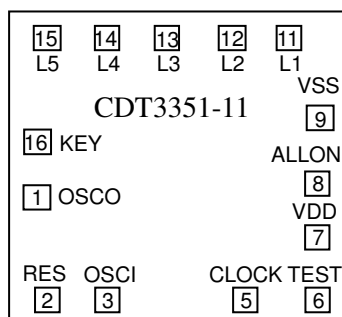 15 14 13 12 11
L5 L4 L3 L2 L1
VSS
CDT3351-11
9
16 KEY
ALLON
8
1 OSCO
VDD
7
RES OSCI CLOCK TEST
2 3 5 6